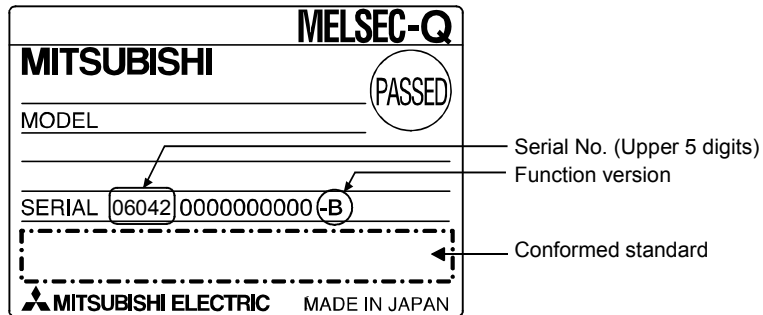 MELSEC-Q
MITSUBISHI
PASSED
MODEL
Serial No. (Upper 5 digits)
Function version
SERIAL 06042 0000000000 -B
Conformed standard
MITSUBISHI ELECTRIC MADE IN JAPAN